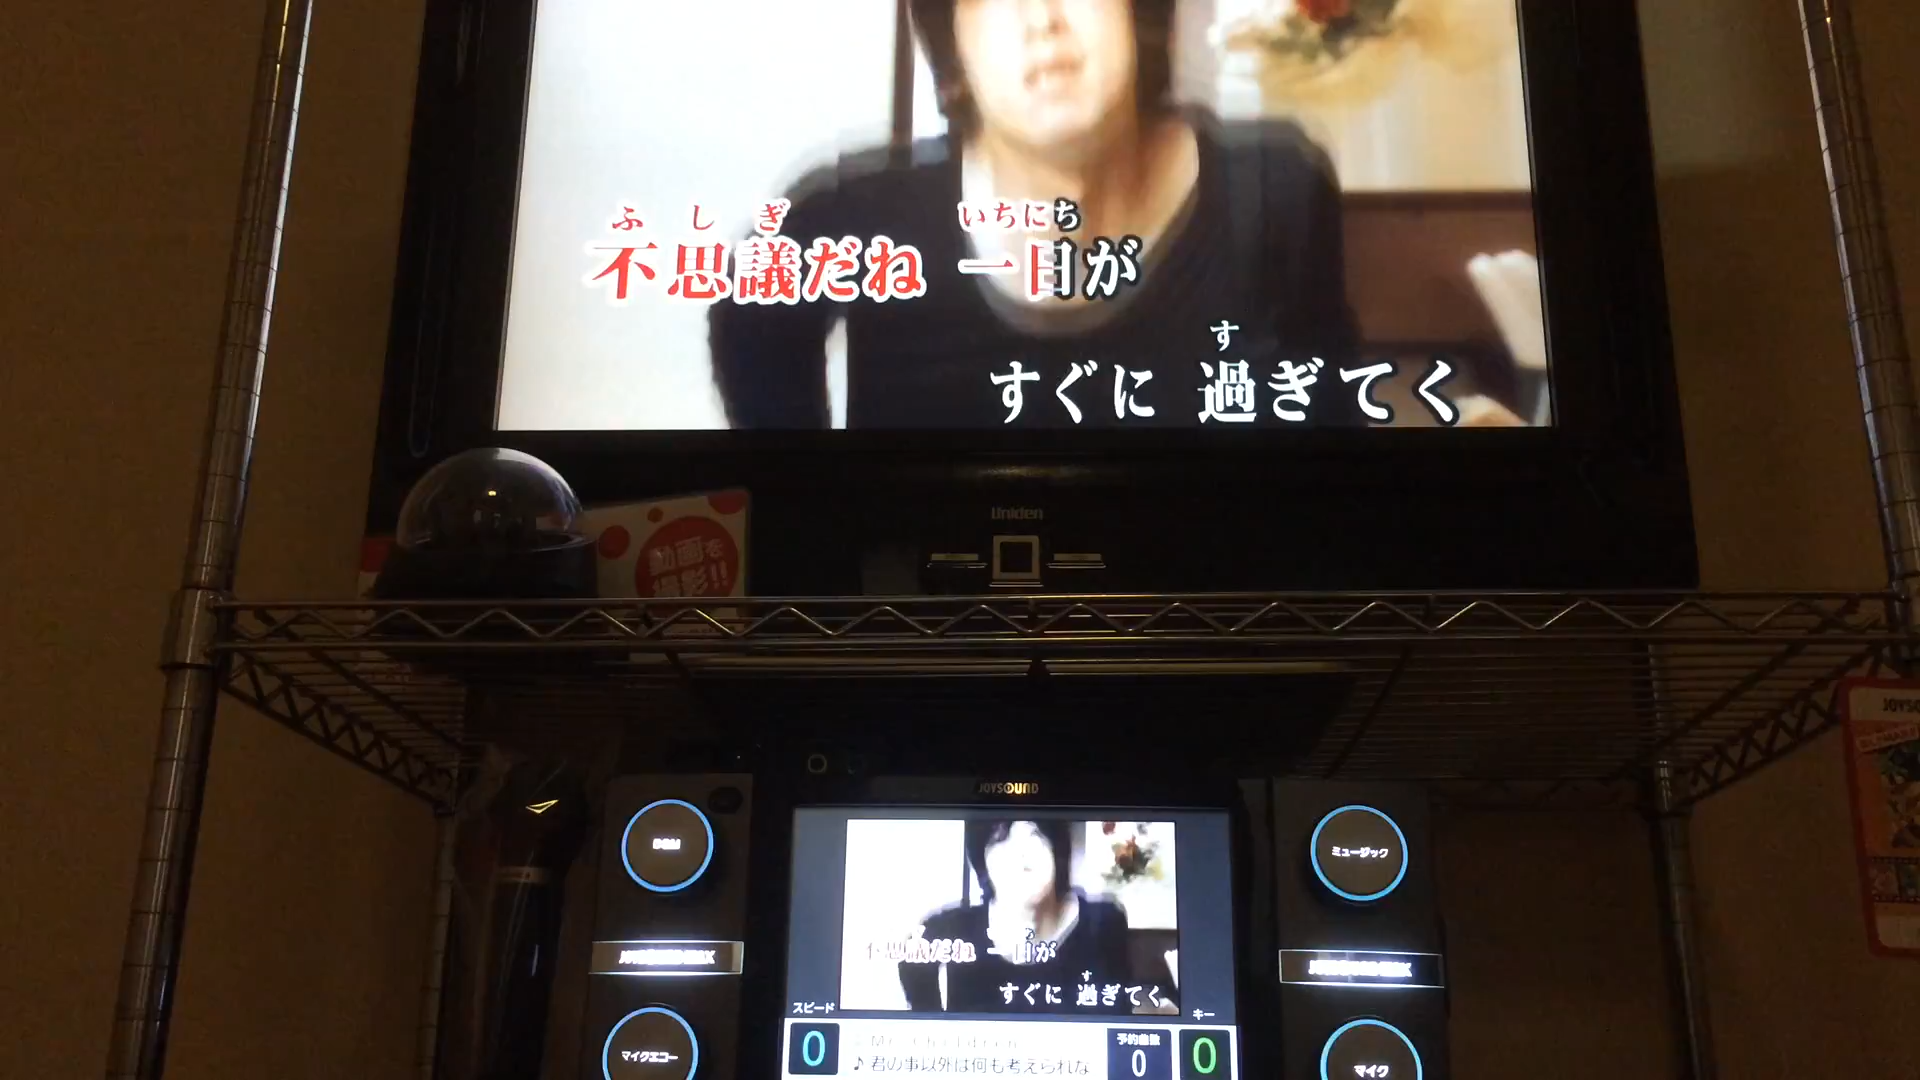 ふしぎ いちにち
不思議だね 一日が
す
すぐに 過ぎてく
Uniden
動画を
撮影!!
JOYSOUND
BGM
ミュージック
不思議だね 一日が
す
すぐに 過ぎてく
スピード
キー
マイクエコー
0
Mr.Children
♪君の事以外は何も考えられな
予約曲数
0
0
マイク